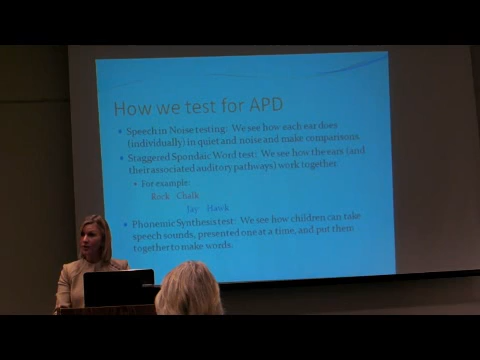 How we test for APD
Speech in Noise testing: We see how each ear does
(individually) in quiet and noise and make comparisons.
Staggered Spondaic Word test: We see how the ears (and
their associated auditory pathways) work together.
For example:
Rock Chalk
Jay Hawk
Phonemic Synthesis test: We see how children can take
speech sounds, presented one at a time, and put them
together to make words.